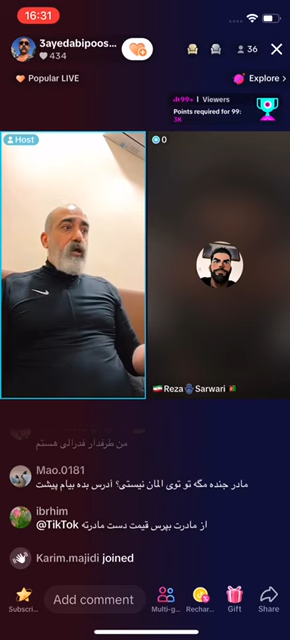 16:31
3ayedabipoos...
434
36
Popular LIVE
Explore >
99+ | Viewers
Points required for 99:
3K
Host
0
Reza Sarwari
من طرفدار فدرالی هستم
Mao.0181
مادر جنده مگه تو توی المان نیستی؟ آدرس بده بیام پیشت
ibrhim
@TikTok از مادرت بپرس قیمت دست مادرته
Karim.majidi joined
Subscri...
Add comment
Multi-g...
Rechar...
Gift
Share